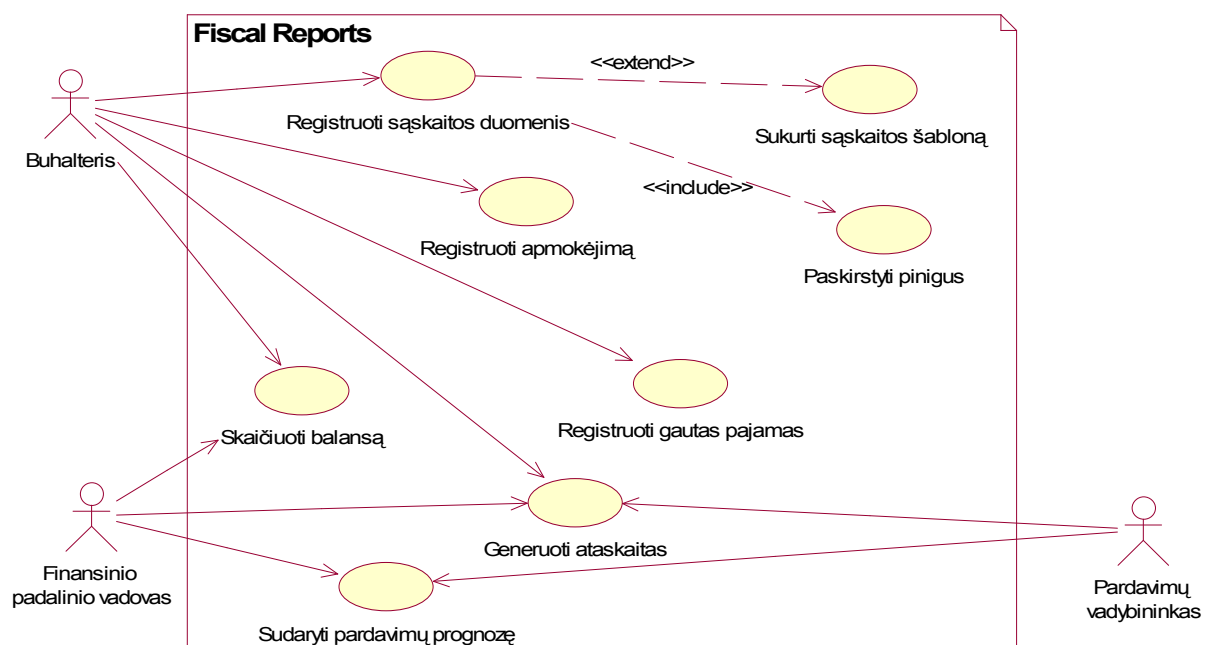 Fiscal Reports
<<extend>>
Registruoti sąskaitos duomenis
Sukurti sąskaitos šabloną
Buhalteris
<<include>>
Registruoti apmokėjimą
Paskirstyti pinigus
Skaičiuoti balansą
Registruoti gautas pajamas
Generuoti ataskaitas
Finansinio
padalinio vadovas
Pardavimų
vadybininkas
Sudaryti pardavimų prognozę